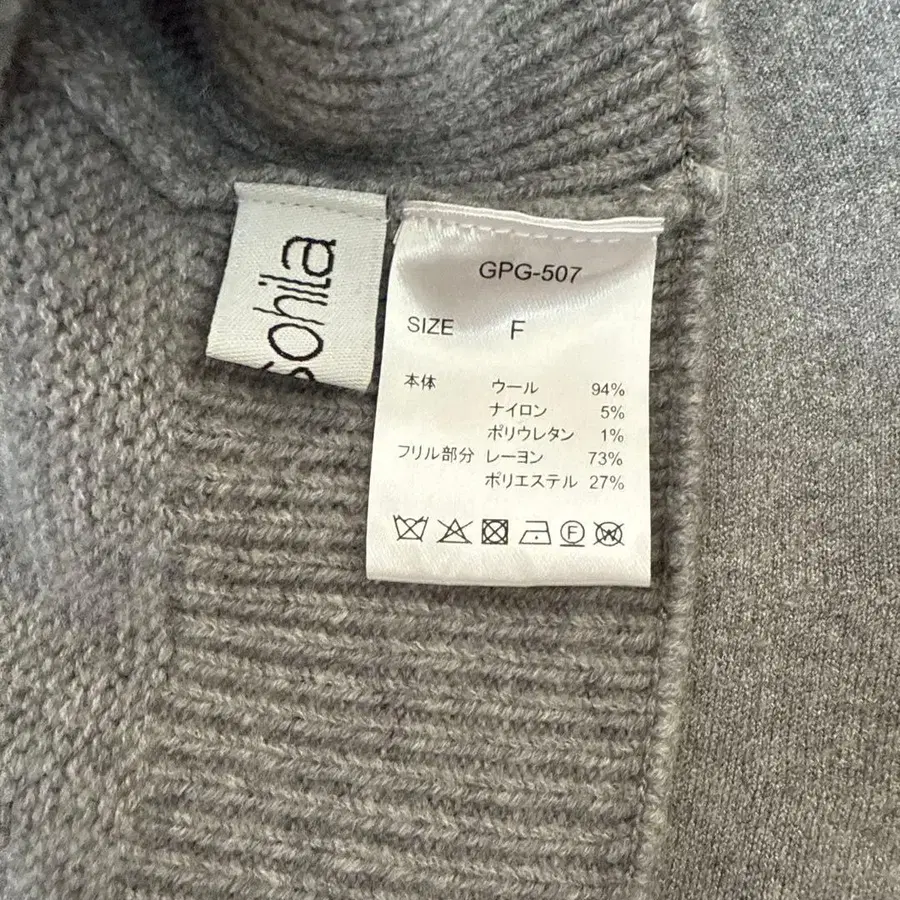 sohila
GPG-507
SIZE F
本体 ウール 94%
ナイロン 5%
ポリウレタン 1%
フリル部分 レーヨン 73%
ポリエステル 27%
F
W